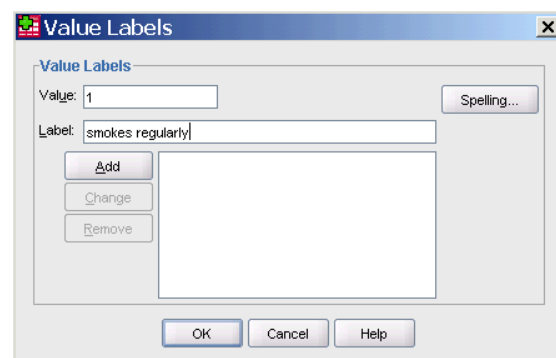 Value Labels
Value Labels
Value: 1
Spelling...
Label: smokes regularly
Add
Change
Remove
OK Cancel Help